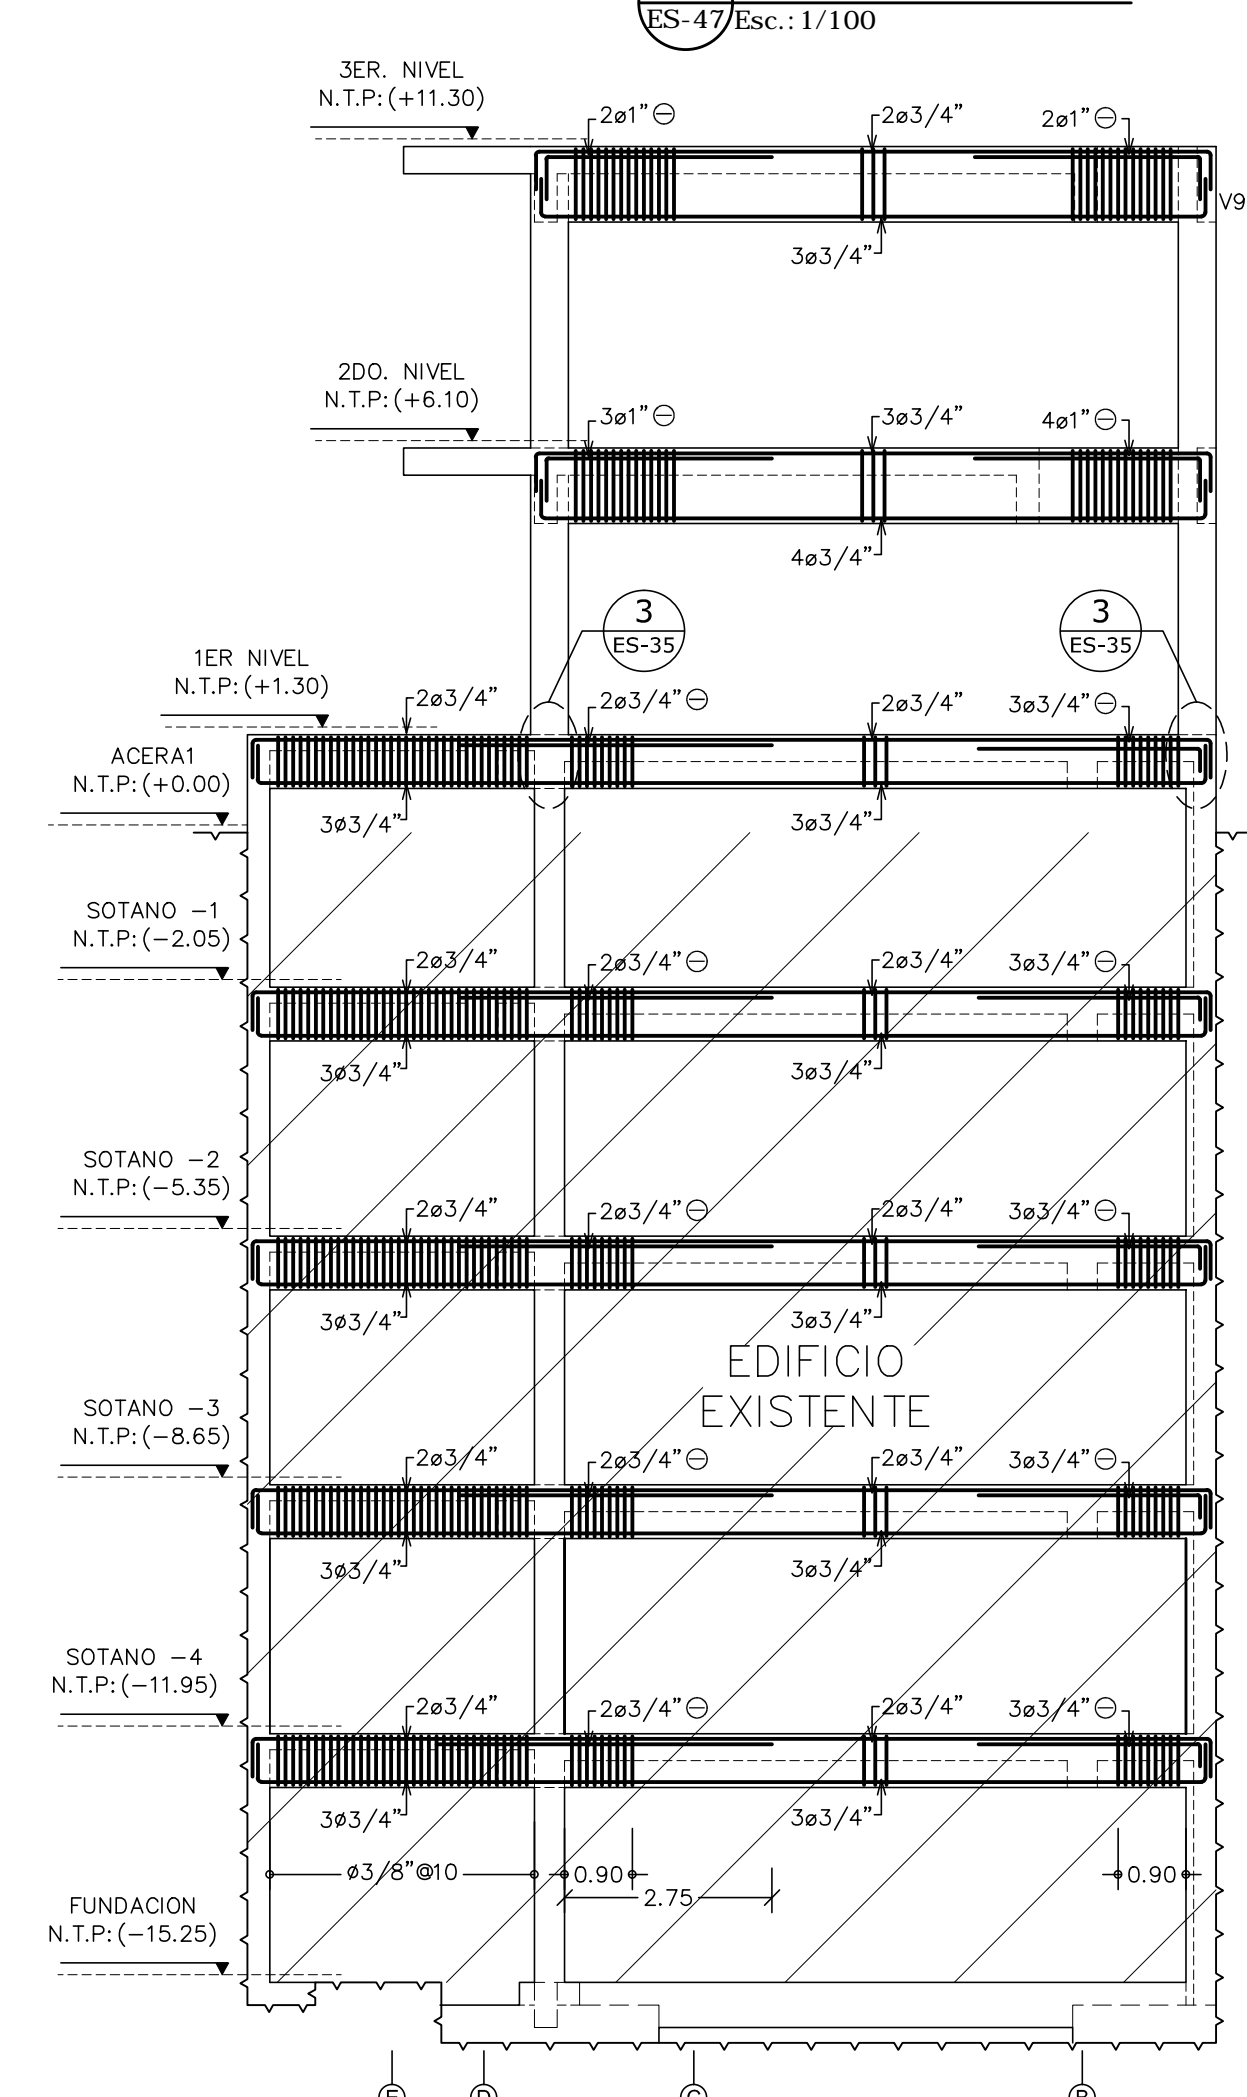 ES-47 Esc.: 1/100
3ER. NIVEL
N.T.P:(+11.30)
2ø1"⊖
2ø3/4"
2ø1"⊖
V9
3ø3/4"
2DO. NIVEL
N.T.P:(+6.10)
3ø1"⊖
3ø3/4"
4ø1"⊖
4ø3/4"
3
ES-35
3
ES-35
1ER NIVEL
N.T.P:(+1.30)
2ø3/4"
2ø3/4"⊖
2ø3/4"
3ø3/4"⊖
ACERA1
N.T.P:(+0.00)
3ø3/4"
3ø3/4"
SOTANO -1
N.T.P:(-2.05)
2ø3/4"
2ø3/4"⊖
2ø3/4"
3ø3/4"⊖
3ø3/4"
3ø3/4"
SOTANO -2
N.T.P:(-5.35)
2ø3/4"
2ø3/4"⊖
2ø3/4"
3ø3/4"⊖
3ø3/4"
3ø3/4"
EDIFICIO
EXISTENTE
SOTANO -3
N.T.P:(-8.65)
2ø3/4"
2ø3/4"⊖
2ø3/4"
3ø3/4"⊖
3ø3/4"
3ø3/4"
SOTANO -4
N.T.P:(-11.95)
2ø3/4"
2ø3/4"⊖
2ø3/4"
3ø3/4"⊖
3ø3/4"
3ø3/4"
ø3/8"@10
0.90
0.90
2.75
FUNDACION
N.T.P:(-15.25)